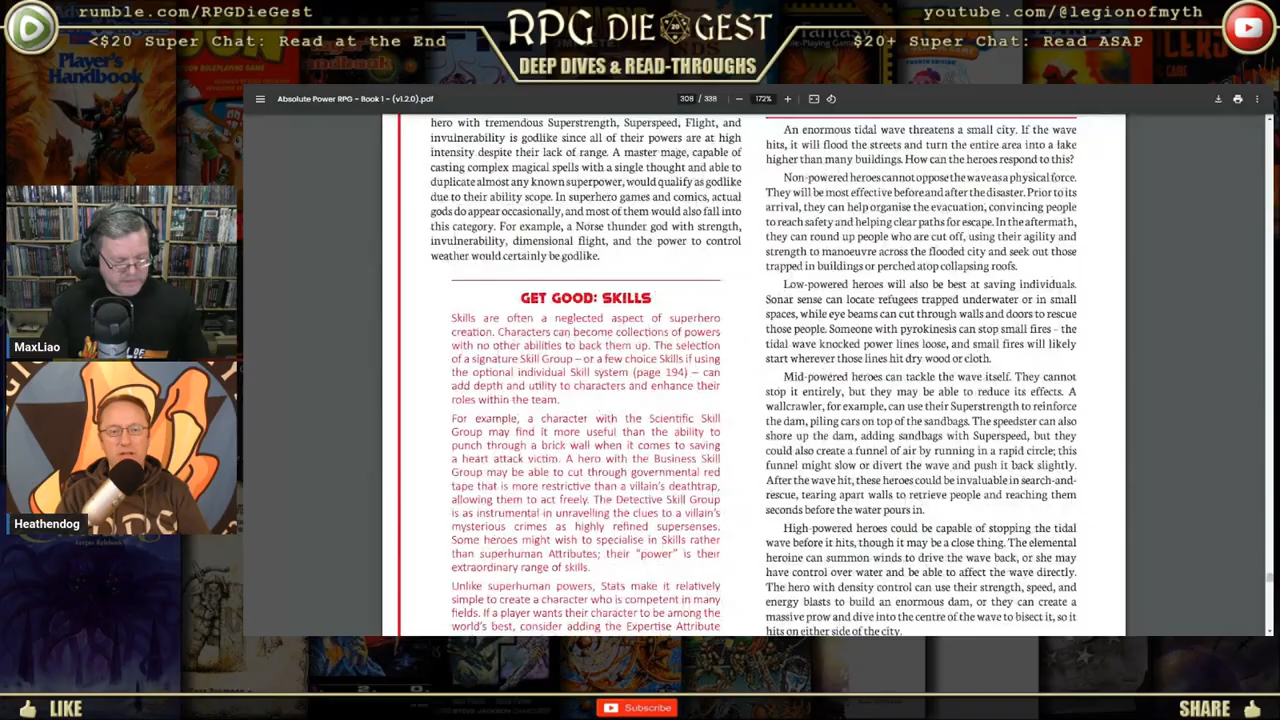 rumble.com/RPGDieGest
<$20 Super Chat: Read at the End
RPG DIE GEST
DEEP DIVES & READ-THROUGHS
youtube.com/@legionofmyth
$20+ Super Chat: Read ASAP
Player's
Handbook
Absolute Power RPG - Book 1 - (v1.2.0).pdf
308 / 338
172%
hero with tremendous Superstrength, Superspeed, Flight, and
invulnerability is godlike since all of their powers are at high
intensity despite their lack of range. A master mage, capable of
casting complex magical spells with a single thought and able to
duplicate almost any known superpower, would qualify as godlike
due to their ability scope. In superhero games and comics, actual
gods do appear occasionally, and most of them would also fall into
this category. For example, a Norse thunder god with strength,
invulnerability, dimensional flight, and the power to control
weather would certainly be godlike.
GET GOOD: SKILLS
Skills are often a neglected aspect of superhero
creation. Characters can become collections of powers
with no other abilities to back them up. The selection
of a signature Skill Group – or a few choice Skills if using
the optional individual Skill system (page 194) – can
add depth and utility to characters and enhance their
roles within the team.
For example, a character with the Scientific Skill
Group may find it more useful than the ability to
punch through a brick wall when it comes to saving
a heart attack victim. A hero with the Business Skill
Group may be able to cut through governmental red
tape that is more restrictive than a villain's deathtrap,
allowing them to act freely. The Detective Skill Group
is as instrumental in unravelling the clues to a villain's
mysterious crimes as highly refined supersenses.
Some heroes might wish to specialise in Skills rather
than superhuman Attributes; their "power" is their
extraordinary range of skills.
Unlike superhuman powers, Stats make it relatively
simple to create a character who is competent in many
fields. If a player wants their character to be among the
world's best, consider adding the Expertise Attribute
An enormous tidal wave threatens a small city. If the wave
hits, it will flood the streets and turn the entire area into a lake
higher than many buildings. How can the heroes respond to this?
Non-powered heroes cannot oppose the wave as a physical force.
They will be most effective before and after the disaster. Prior to its
arrival, they can help organise the evacuation, convincing people
to reach safety and helping clear paths for escape. In the aftermath,
they can round up people who are cut off, using their agility and
strength to manoeuvre across the flooded city and seek out those
trapped in buildings or perched atop collapsing roofs.
Low-powered heroes will also be best at saving individuals.
Sonar sense can locate refugees trapped underwater or in small
spaces, while eye beams can cut through walls and doors to rescue
those people. Someone with pyrokinesis can stop small fires – the
tidal wave knocked power lines loose, and small fires will likely
start wherever those lines hit dry wood or cloth.
Mid-powered heroes can tackle the wave itself. They cannot
stop it entirely, but they may be able to reduce its effects. A
wallcrawler, for example, can use their Superstrength to reinforce
the dam, piling cars on top of the sandbags. The speedster can also
shore up the dam, adding sandbags with Superspeed, but they
could also create a funnel of air by running in a rapid circle; this
funnel might slow or divert the wave and push it back slightly.
After the wave hit, these heroes could be invaluable in search-and-
rescue, tearing apart walls to retrieve people and reaching them
seconds before the water pours in.
High-powered heroes could be capable of stopping the tidal
wave before it hits, though it may be a close thing. The elemental
heroine can summon winds to drive the wave back, or she may
have control over water and be able to affect the wave directly.
The hero with density control can use their strength, speed, and
energy blasts to build an enormous dam, or they can create a
massive prow and dive into the centre of the wave to bisect it, so it
hits on either side of the city.
MaxLiao
Heathendog
LIKE
Subscribe
SHARE